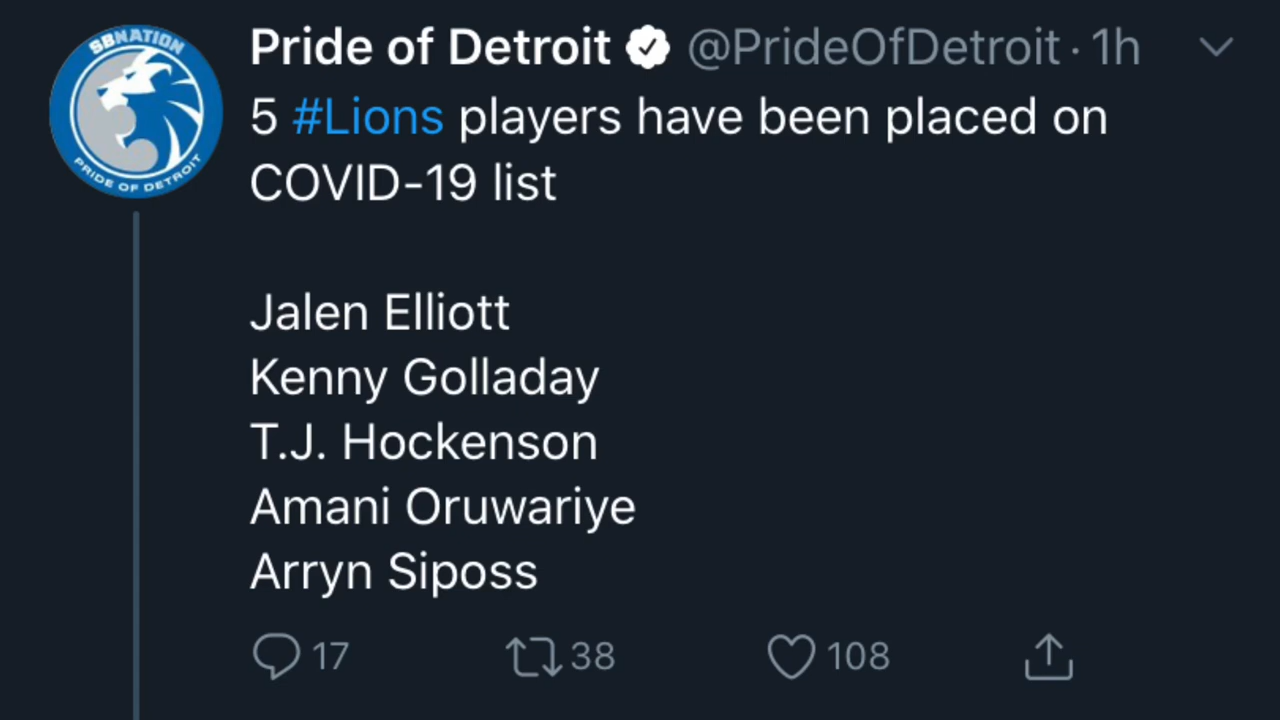 SBNATION
PRIDE OF DETROIT
Pride of Detroit @PrideOfDetroit · 1h
5 #Lions players have been placed on
COVID-19 list
Jalen Elliott
Kenny Golladay
T.J. Hockenson
Amani Oruwariye
Arryn Siposs
17 38 108